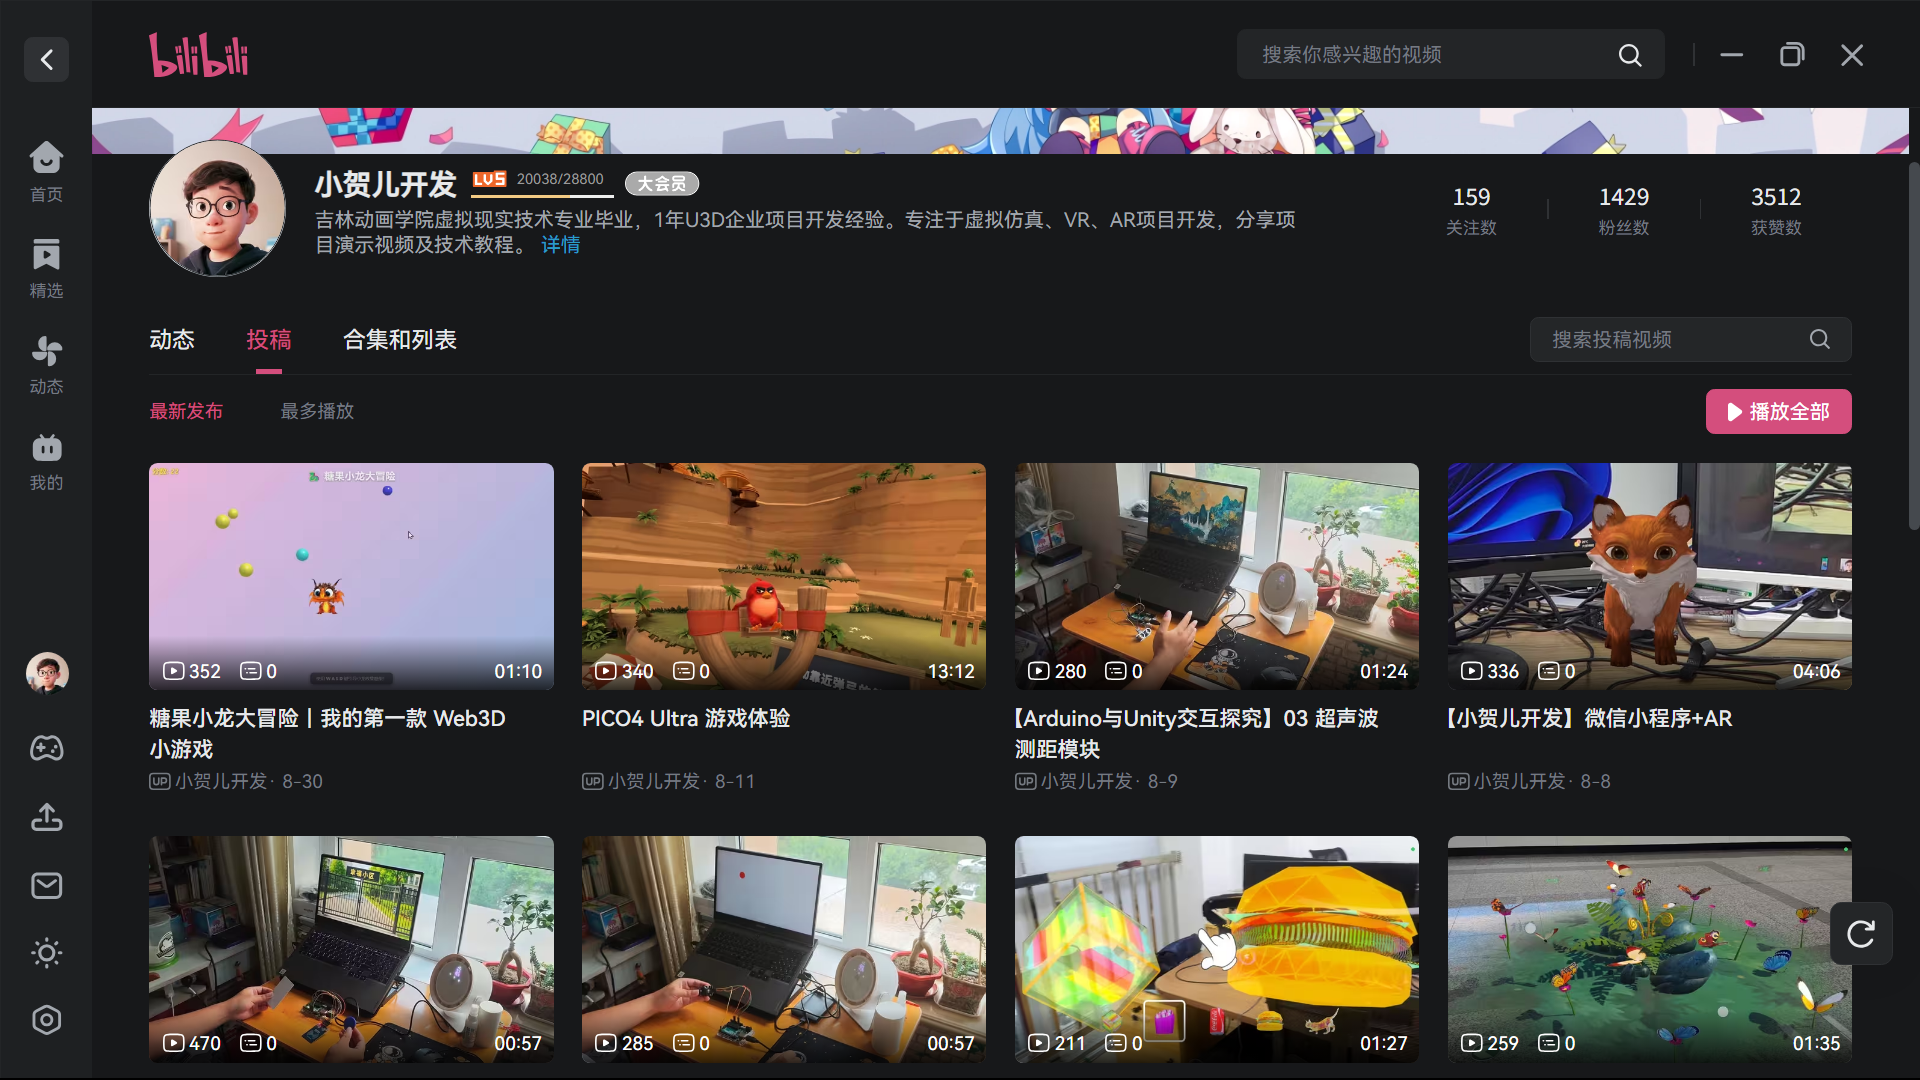 bilibili
搜索你感兴趣的视频
首页
精选
动态
我的
小贺儿开发 LV5 20038/28800 大会员
吉林动画学院虚拟现实技术专业毕业，1年U3D企业项目开发经验。专注于虚拟仿真、VR、AR项目开发，分享项
目演示视频及技术教程。 详情
159 1429 3512
关注数 粉丝数 获赞数
动态 投稿 合集和列表
搜索投稿视频
最新发布 最多播放
播放全部
糖果小龙大冒险
352 0 01:10
糖果小龙大冒险丨我的第一款 Web3D
小游戏
UP 小贺儿开发 · 8-30
340 0 13:12
PICO4 Ultra 游戏体验
UP 小贺儿开发 · 8-11
280 0 01:24
【Arduino与Unity交互探究】03 超声波
测距模块
UP 小贺儿开发 · 8-9
336 0 04:06
【小贺儿开发】微信小程序+AR
UP 小贺儿开发 · 8-8
幸福小区
470 0 00:57
285 0 00:57
211 0 01:27
259 0 01:35